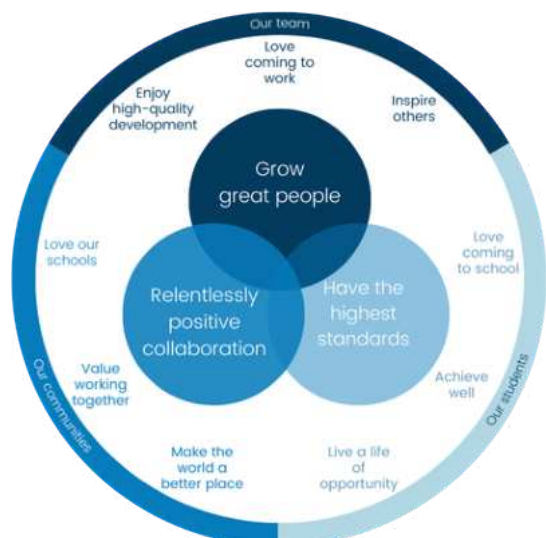 Our team
Love
coming to
work
Enjoy
high-quality
development
Inspire
others
Grow
great people
Love our
schools
Love
coming
to school
Relentlessly
positive
collaboration
Have the
highest
standards
Value
working
together
Achieve
well
Our communities
Our students
Make the
world a
better place
Live a life
of
opportunity